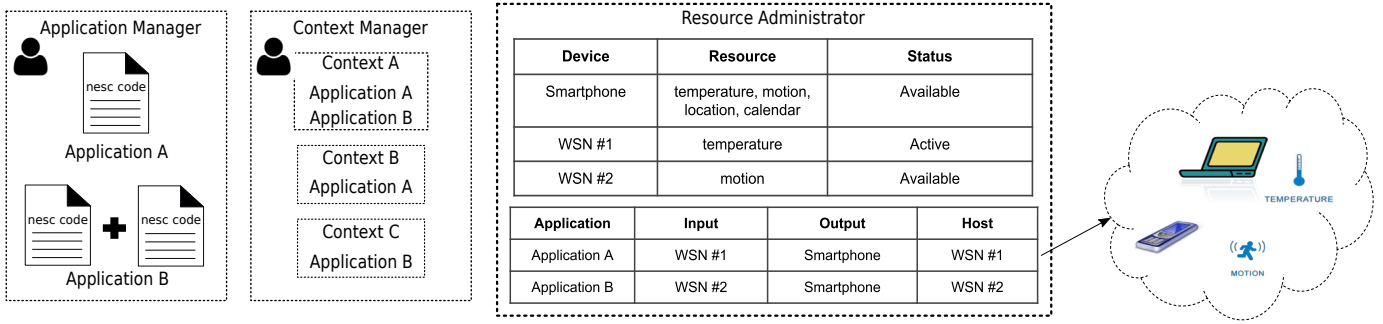 Application Manager
nesc code
Application A
nesc code
nesc code
Application B
Context Manager
Context A
Application A
Application B
Context B
Application A
Context C
Application B
Resource Administrator
Device Resource Status
Smartphone temperature, motion, Available
location, calendar
WSN #1 temperature Active
WSN #2 motion Available
Application Input Output Host
Application A WSN #1 Smartphone WSN #1
Application B WSN #2 Smartphone WSN #2
TEMPERATURE
MOTION